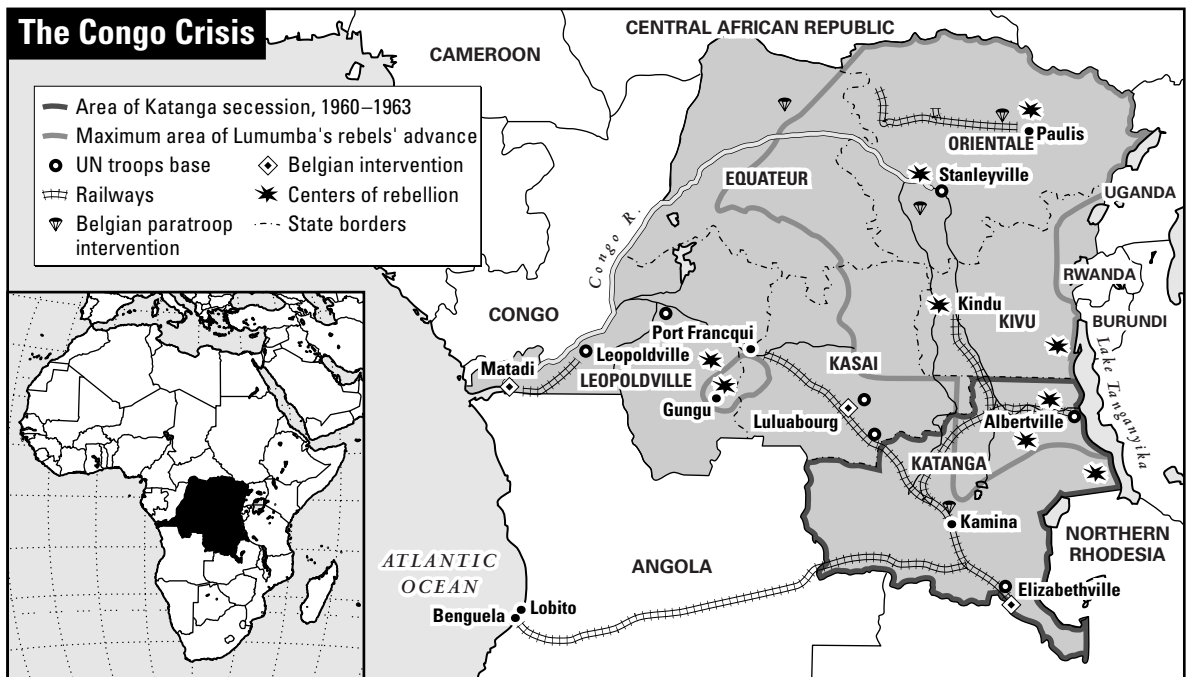 The Congo Crisis
Area of Katanga secession, 1960–1963
Maximum area of Lumumba's rebels' advance
UN troops base
Belgian intervention
Railways
Centers of rebellion
Belgian paratroop
intervention
State borders
CAMEROON
CENTRAL AFRICAN REPUBLIC
ORIENTALE
Paulis
EQUATEUR
Stanleyville
UGANDA
Congo R.
RWANDA
Kindu
KIVU
BURUNDI
CONGO
Port Francqui
Leopoldville
Matadi
LEOPOLDVILLE
KASAI
Lake Tanganyika
Gungu
Luluabourg
Albertville
KATANGA
Kamina
NORTHERN
RHODESIA
ATLANTIC
OCEAN
ANGOLA
Elizabethville
Lobito
Benguela